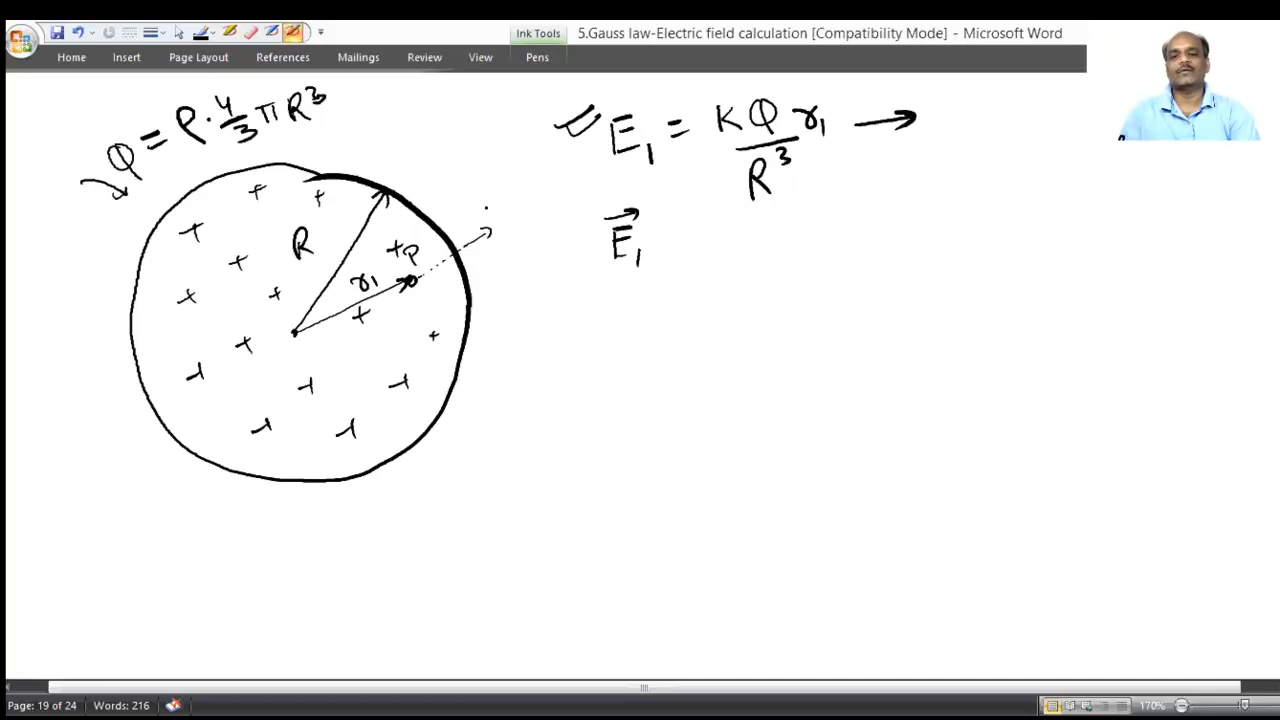 Ink Tools
5.Gauss law-Electric field calculation [Compatibility Mode] - Microsoft Word
Home Insert Page Layout References Mailings Review View Pens
Q = ρ·4/3 πR³
E₁ = KQr₁/R³ →
E₁⃗
R
+P
r₁
Page: 19 of 24 Words: 216 170%